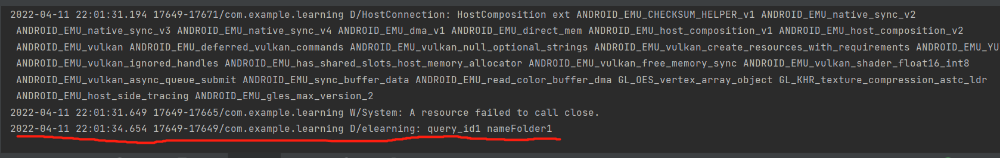 2022-04-11 22:01:31.194 17649-17671/com.example.learning D/HostConnection: HostComposition ext ANDROID_EMU_CHECKSUM_HELPER_v1 ANDROID_EMU_native_sync_v2
ANDROID_EMU_native_sync_v3 ANDROID_EMU_native_sync_v4 ANDROID_EMU_dma_v1 ANDROID_EMU_direct_mem ANDROID_EMU_host_composition_v1 ANDROID_EMU_host_composition_v2
ANDROID_EMU_vulkan ANDROID_EMU_deferred_vulkan_commands ANDROID_EMU_vulkan_null_optional_strings ANDROID_EMU_vulkan_create_resources_with_requirements ANDROID_EMU_YU
ANDROID_EMU_vulkan_ignored_handles ANDROID_EMU_has_shared_slots_host_memory_allocator ANDROID_EMU_vulkan_free_memory_sync ANDROID_EMU_vulkan_shader_float16_int8
ANDROID_EMU_vulkan_async_queue_submit ANDROID_EMU_sync_buffer_data ANDROID_EMU_read_color_buffer_dma GL_OES_vertex_array_object GL_KHR_texture_compression_astc_ldr
ANDROID_EMU_host_side_tracing ANDROID_EMU_gles_max_version_2
2022-04-11 22:01:31.649 17649-17665/com.example.learning W/System: A resource failed to call close.
2022-04-11 22:01:34.654 17649-17649/com.example.learning D/elearning: query_id1 nameFolder1